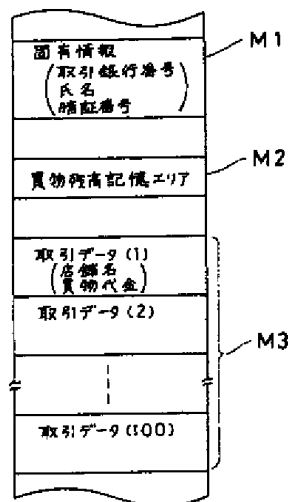 固有情報
M1
(取引銀行番号
氏名
暗証番号)
M2
買物残高記憶エリア
取引データ(1)
(店舗名
買物代金)
取引データ(2)
M3
取引データ(100)